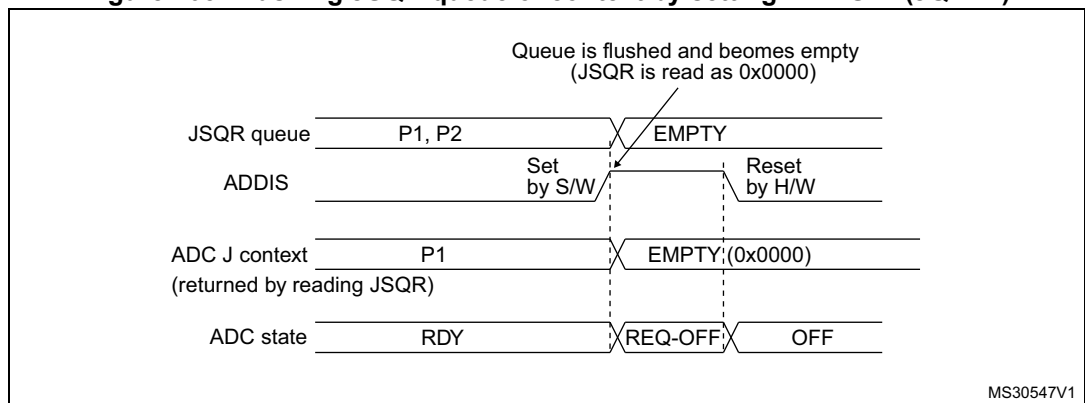 Queue is flushed and beomes empty
(JSQR is read as 0x0000)
JSQR queue P1, P2 EMPTY
ADDIS Set by S/W Reset by H/W
ADC J context P1 EMPTY (0x0000)
(returned by reading JSQR)
ADC state RDY REQ-OFF OFF
MS30547V1